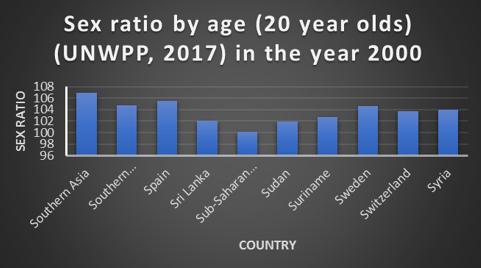 Sex ratio by age (20 year olds)
(UNWPP, 2017) in the year 2000
SEX RATIO
108
106
104
102
100
98
96
Southern Asia
Southern...
Spain
Sri Lanka
Sub-Saharan...
Sudan
Suriname
Sweden
Switzerland
Syria
COUNTRY